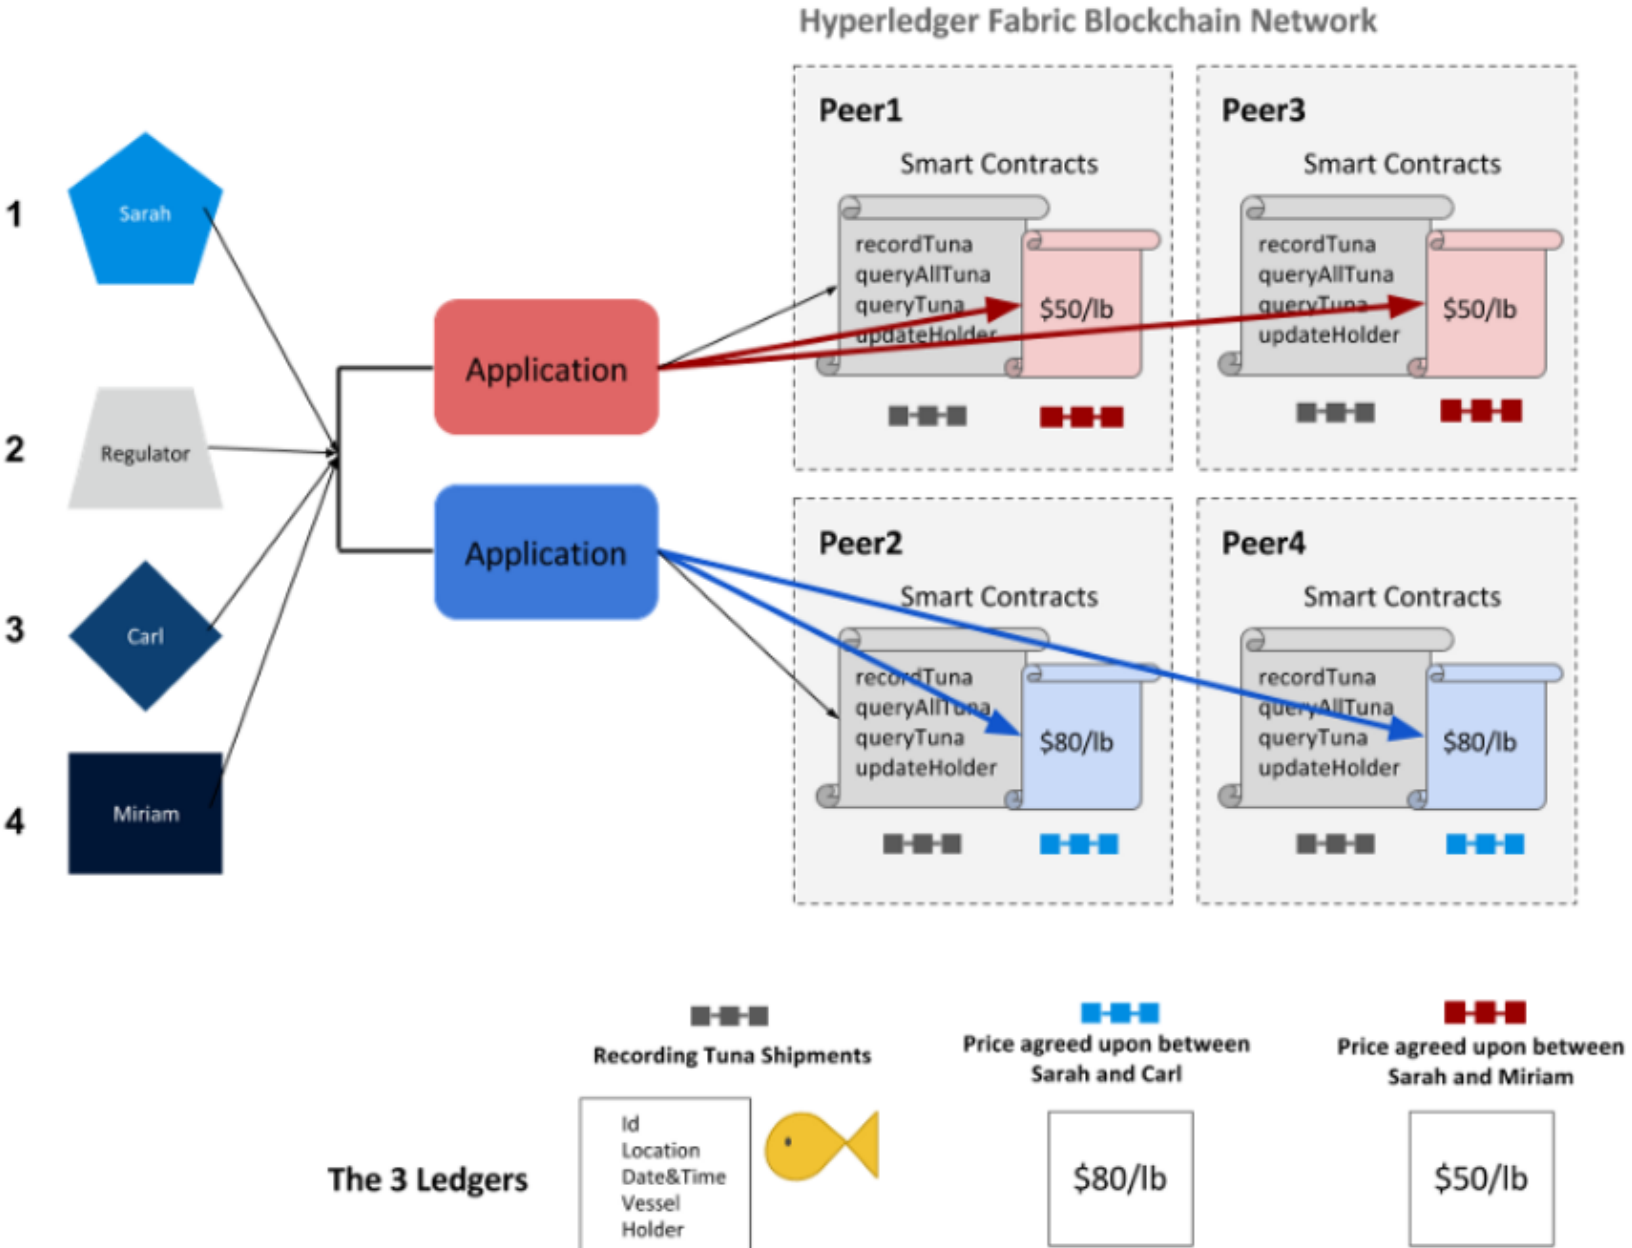 Hyperledger Fabric Blockchain Network
1
Sarah
2
Regulator
3
Carl
4
Miriam
Application
Application
Peer1
Smart Contracts
recordTuna
queryAllTuna
queryTuna
updateHolder
$50/lb
Peer3
Smart Contracts
recordTuna
queryAllTuna
queryTuna
updateHolder
$50/lb
Peer2
Smart Contracts
recordTuna
queryAllTuna
queryTuna
updateHolder
$80/lb
Peer4
Smart Contracts
recordTuna
queryAllTuna
queryTuna
updateHolder
$80/lb
The 3 Ledgers
Recording Tuna Shipments
Id
Location
Date&Time
Vessel
Holder
Price agreed upon between
Sarah and Carl
$80/lb
Price agreed upon between
Sarah and Miriam
$50/lb